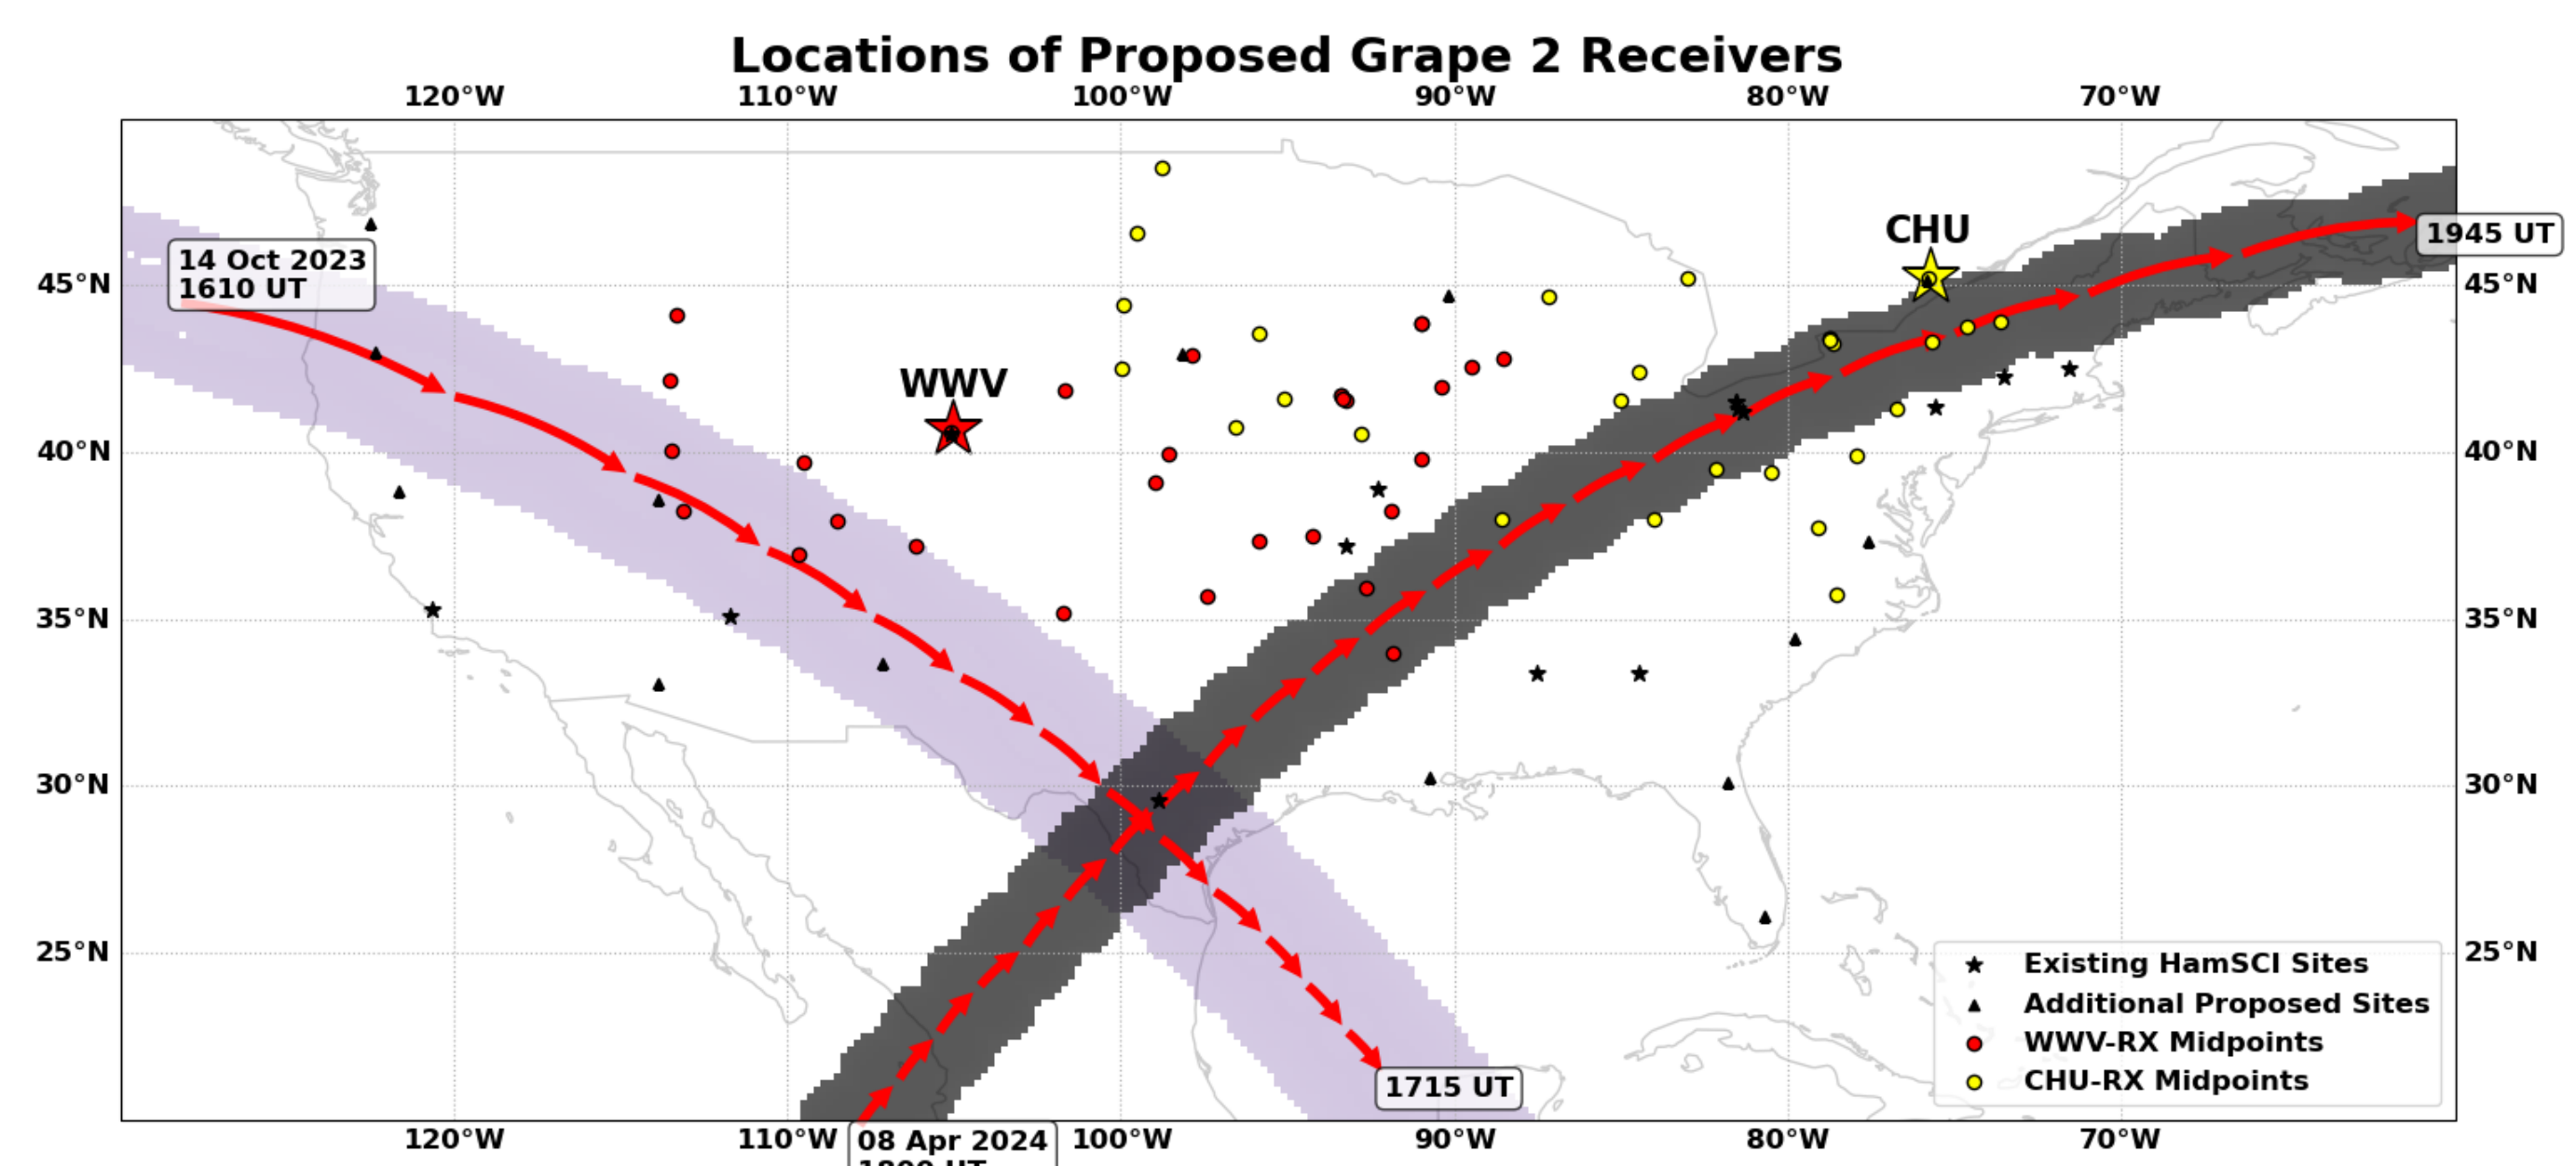 Locations of Proposed Grape 2 Receivers
120°W 110°W 100°W 90°W 80°W 70°W
CHU
1945 UT
14 Oct 2023
1610 UT
45°N 45°N
WWV
40°N 40°N
35°N 35°N
30°N 30°N
25°N 25°N
Existing HamSCI Sites
Additional Proposed Sites
WWV-RX Midpoints
CHU-RX Midpoints
1715 UT
120°W 110°W 100°W 90°W 80°W 70°W
08 Apr 2024
1800 UT